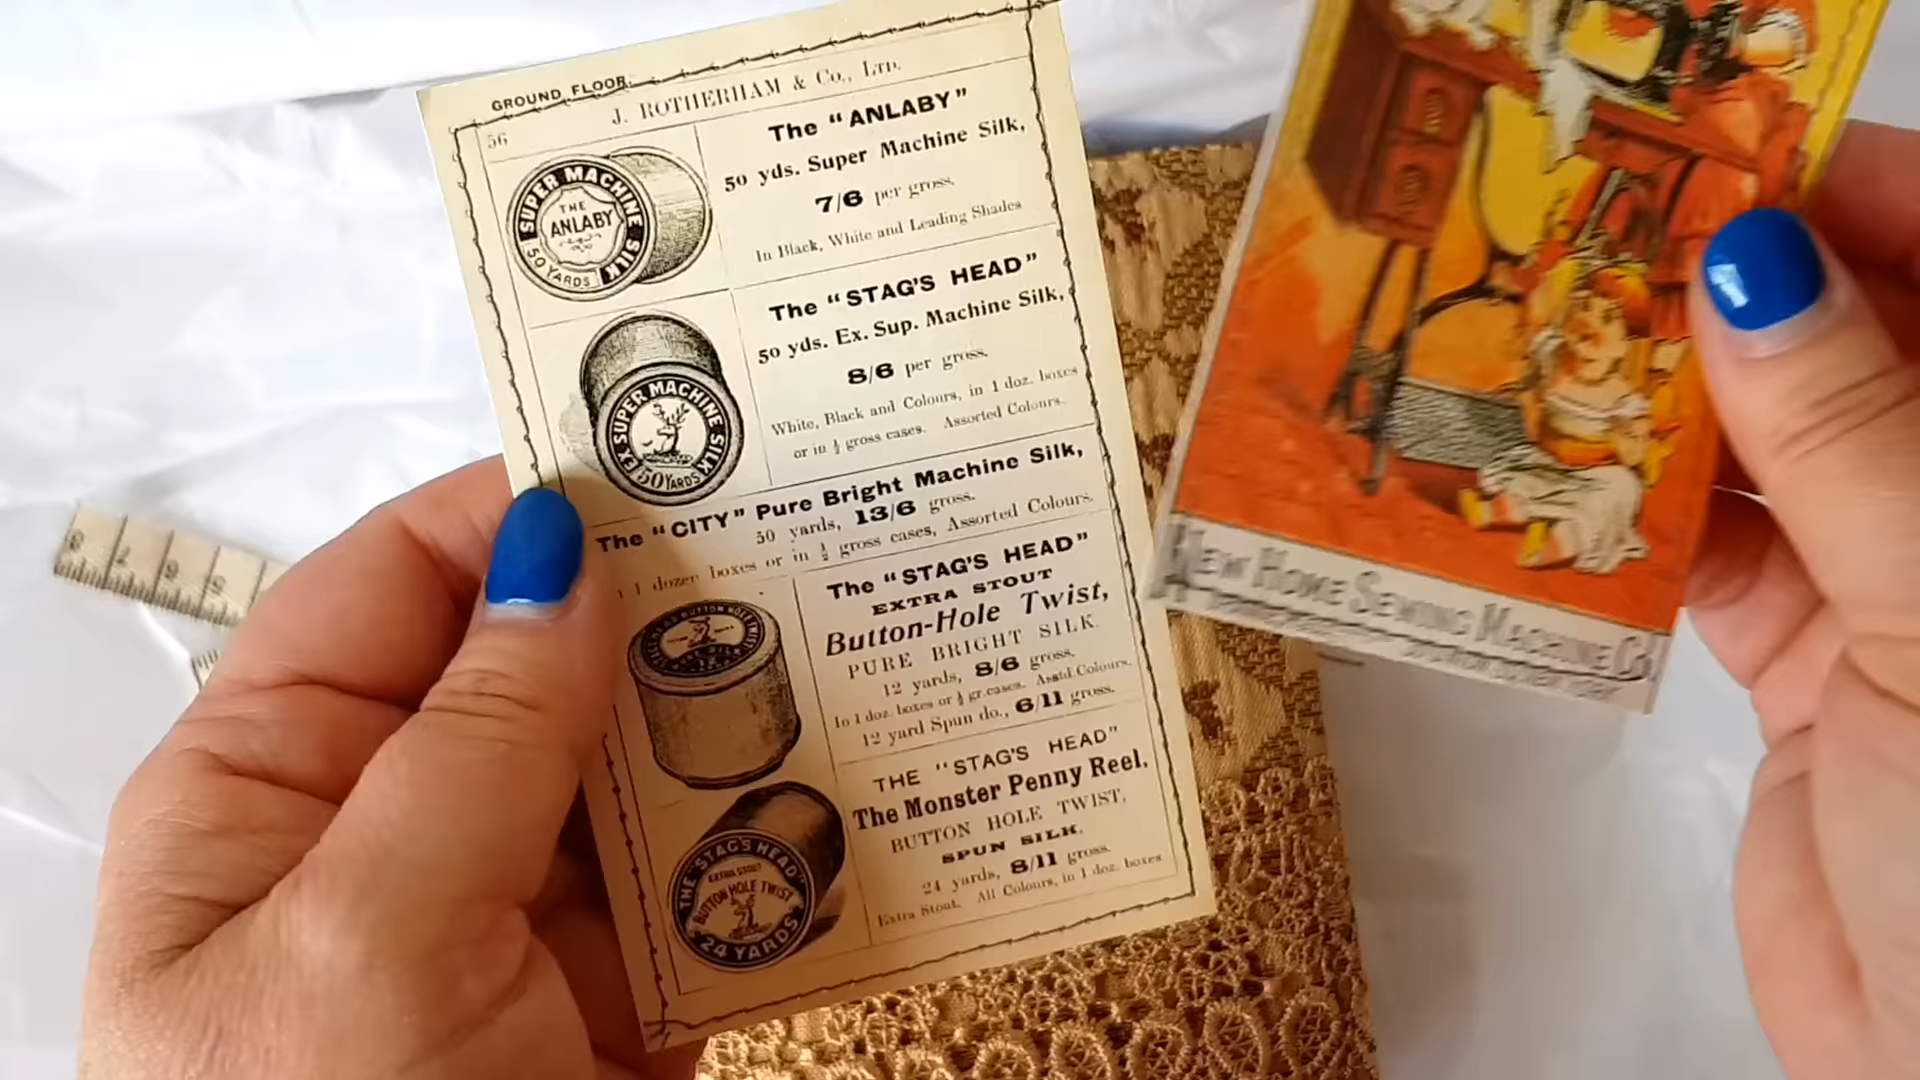 GROUND FLOOR.
56
J. ROTHERHAM & Co., Ltd.
SUPER MACHINE SILK
THE
ANLABY
50 YARDS
The "ANLABY"
50 yds. Super Machine Silk,
7/6 per gross.
In Black, White and Leading Shades
EX SUPER MACHINE SILK
50 YARDS
The "STAG'S HEAD"
50 yds. Ex. Sup. Machine Silk,
8/6 per gross.
White, Black and Colours, in 1 doz. boxes
or in ½ gross cases. Assorted Colours.
The "CITY" Pure Bright Machine Silk,
50 yards, 13/6 gross.
1 dozen boxes or in ½ gross cases, Assorted Colours.
The "STAG'S HEAD"
EXTRA STOUT
Button-Hole Twist,
PURE BRIGHT SILK.
12 yards, 8/6 gross.
In 1 doz. boxes or ½ gr. cases. Asstd. Colours.
12 yard Spun do., 6/11 gross.
THE "STAG'S HEAD"
The Monster Penny Reel.
BUTTON HOLE TWIST.
SPUN SILK.
24 yards, 8/11 gross.
Extra Stout. All Colours, in 1 doz. boxes
THE "STAG'S HEAD"
EXTRA STOUT
BUTTON HOLE TWIST
24 YARDS
New Home Sewing Machine Co